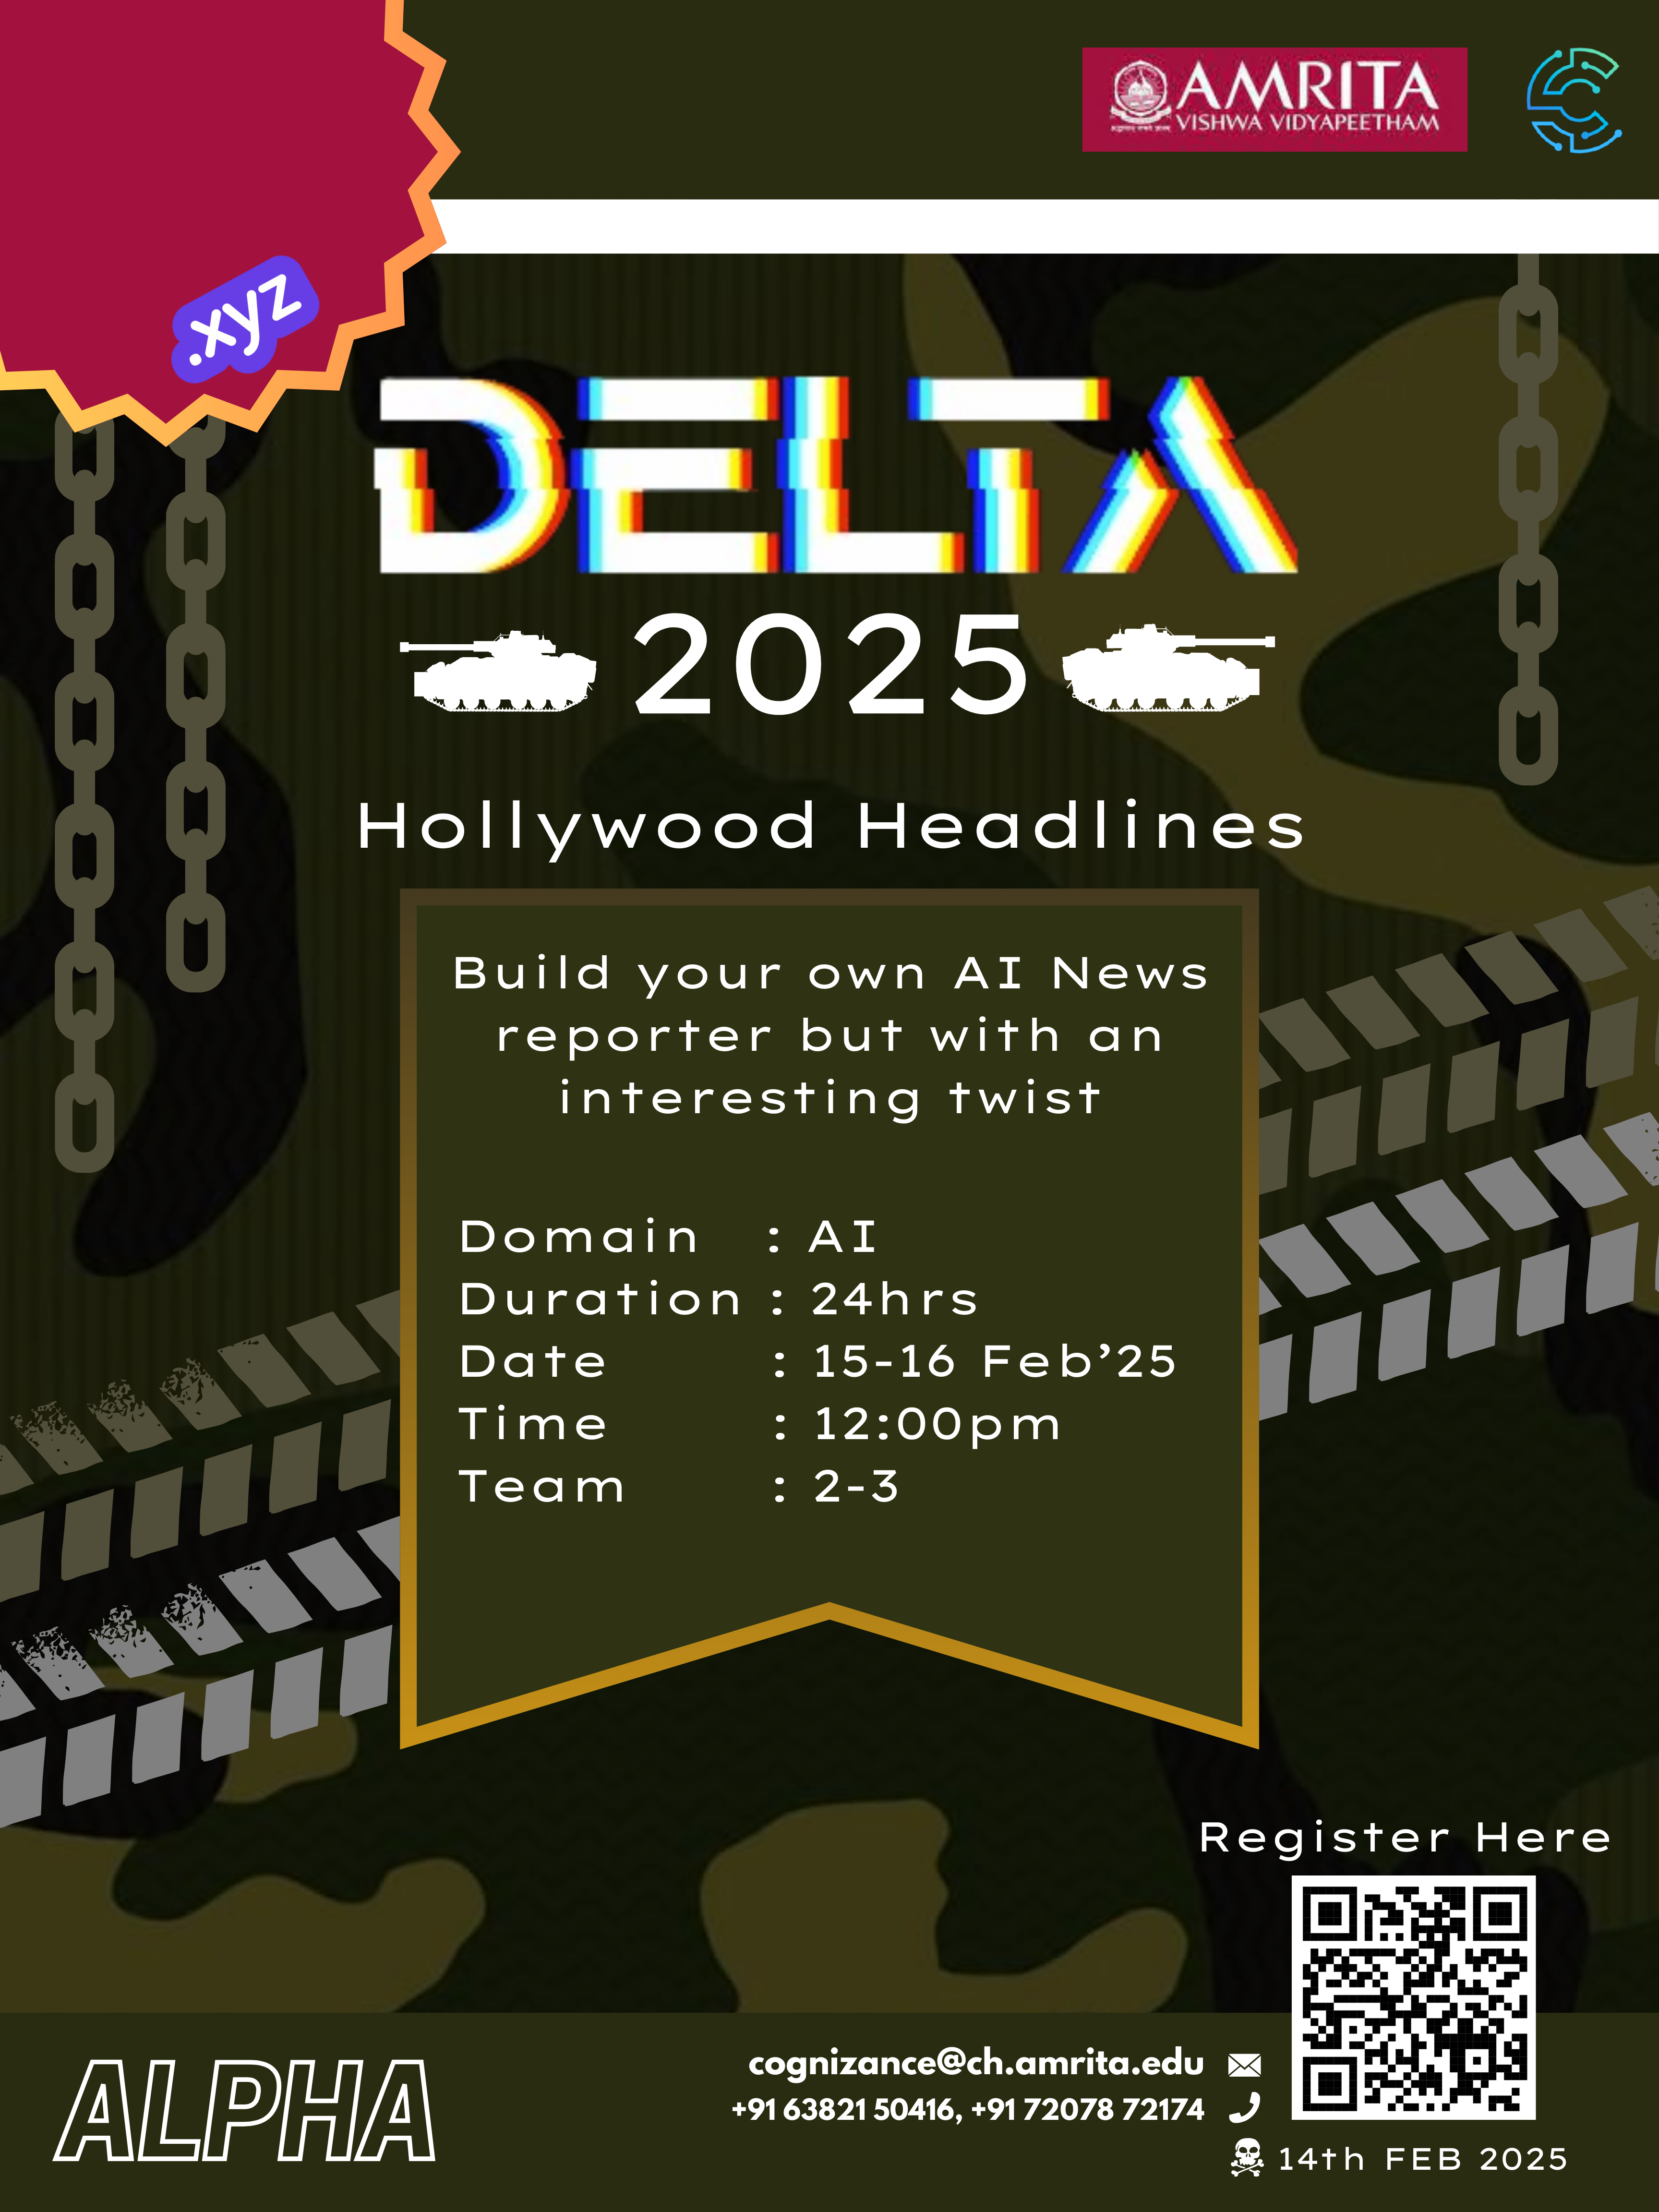 AMRITA
VISHWA VIDYAPEETHAM
.xyz
DELTA
2025
Hollywood Headlines
Build your own AI News
reporter but with an
interesting twist
Domain : AI
Duration : 24hrs
Date : 15-16 Feb’25
Time : 12:00pm
Team : 2-3
Register Here
ALPHA
cognizance@ch.amrita.edu
+91 63821 50416, +91 72078 72174
14th FEB 2025